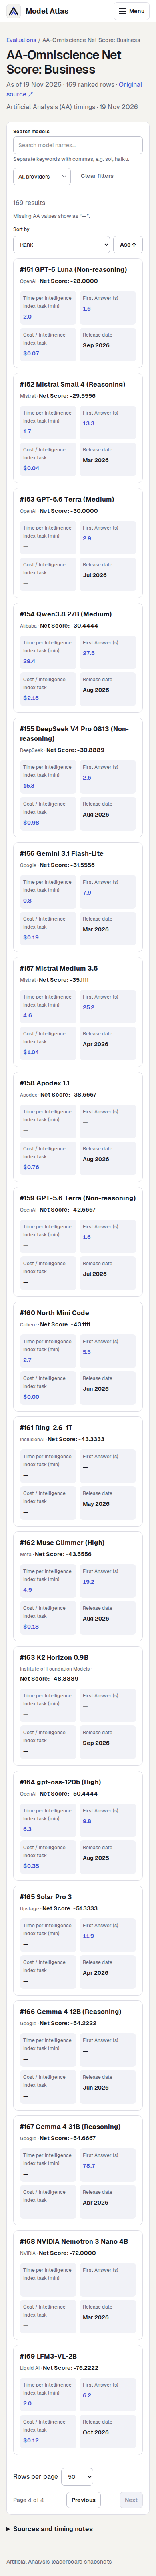 Model Atlas
Menu
Evaluations / AA-Omniscience Net Score: Business
AA-Omniscience Net
Score: Business
As of 19 Nov 2026 · 169 ranked rows · Original
source ↗
Artificial Analysis (AA) timings · 19 Nov 2026
Search models
Search model names...
Separate keywords with commas, e.g. sol, haiku.
All providers
Clear filters
169 results
Missing AA values show as "—".
Sort by
Rank
Asc ↑
#151 GPT-6 Luna (Non-reasoning)
OpenAI · Net Score: -28.0000
Time per Intelligence
task (min)
2.0
First Answer (s)
1.6
Cost / Intelligence
Index task
$0.07
Release date
Sep 2026
#152 Mistral Small 4 (Reasoning)
Mistral · Net Score: -29.5556
Time per Intelligence
Index task (min)
1.7
First Answer (s)
13.3
Cost / Intelligence
Index task
$0.04
Release date
Mar 2026
#153 GPT-5.6 Terra (Medium)
OpenAI · Net Score: -30.0000
Time per Intelligence
Index task (min)
—
First Answer (s)
2.9
Cost / Intelligence
Index task
—
Release date
Jul 2026
#154 Qwen3.8 27B (Medium)
Alibaba · Net Score: -30.4444
Time per Intelligence
Index task (min)
29.4
First Answer (s)
27.5
Cost / Intelligence
Index task
$2.16
Release date
Aug 2026
#155 DeepSeek V4 Pro 0813 (Non-
reasoning)
DeepSeek · Net Score: -30.8889
Time per Intelligence
Index task (min)
15.3
First Answer (s)
2.6
Cost / Intelligence
Index task
$0.98
Release date
Aug 2026
#156 Gemini 3.1 Flash-Lite
Google · Net Score: -31.5556
Time per Intelligence
Index task (min)
0.8
First Answer (s)
7.9
Cost / Intelligence
Index task
$0.19
Release date
Mar 2026
#157 Mistral Medium 3.5
Mistral · Net Score: -35.1111
Time per Intelligence
Index task (min)
4.6
First Answer (s)
25.2
Cost / Intelligence
Index task
$1.04
Release date
Apr 2026
#158 Apodex 1.1
Apodex · Net Score: -38.6667
Time per Intelligence
Index task (min)
—
First Answer (s)
—
Cost / Intelligence
Index task
$0.76
Release date
Aug 2026
#159 GPT-5.6 Terra (Non-reasoning)
OpenAI · Net Score: -42.6667
Time per Intelligence
Index task (min)
—
First Answer (s)
1.6
Cost / Intelligence
Index task
—
Release date
Jul 2026
#160 North Mini Code
Cohere · Net Score: -43.1111
Time per Intelligence
Index task (min)
2.7
First Answer (s)
5.5
Cost / Intelligence
Index task
$0.00
Release date
Jun 2026
#161 Ring-2.6-1T
InclusionAI · Net Score: -43.3333
Time per Intelligence
Index task (min)
—
First Answer (s)
—
Cost / Intelligence
Index task
—
Release date
May 2026
#162 Muse Glimmer (High)
Meta · Net Score: -43.5556
Time per Intelligence
Index task (min)
4.9
First Answer (s)
19.2
Cost / Intelligence
Index task
$0.18
Release date
Aug 2026
#163 K2 Horizon 0.9B
Institute of Foundation Models ·
Net Score: -48.8889
Time per Intelligence
Index task (min)
—
First Answer (s)
—
Cost / Intelligence
Index task
—
Release date
Sep 2026
#164 gpt-oss-120b (High)
OpenAI · Net Score: -50.4444
Time per Intelligence
Index task (min)
6.3
First Answer (s)
9.8
Cost / Intelligence
Index task
$0.35
Release date
Aug 2025
#165 Solar Pro 3
Upstage · Net Score: -51.3333
Time per Intelligence
Index task (min)
—
First Answer (s)
11.9
Cost / Intelligence
Index task
—
Release date
Apr 2026
#166 Gemma 4 12B (Reasoning)
Google · Net Score: -54.2222
Time per Intelligence
Index task (min)
—
First Answer (s)
—
Cost / Intelligence
Index task
—
Release date
Jun 2026
#167 Gemma 4 31B (Reasoning)
Google · Net Score: -54.6667
Time per Intelligence
Index task (min)
—
First Answer (s)
78.7
Cost / Intelligence
Index task
—
Release date
Apr 2026
#168 NVIDIA Nemotron 3 Nano 4B
NVIDIA · Net Score: -72.0000
Time per Intelligence
Index task (min)
—
First Answer (s)
—
Cost / Intelligence
Index task
—
Release date
Mar 2026
#169 LFM3-VL-2B
Liquid AI · Net Score: -76.2222
Time per Intelligence
Index task (min)
2.0
First Answer (s)
6.2
Cost / Intelligence
Index task
$0.12
Release date
Oct 2026
Rows per page
50
Page 4 of 4
Previous
Next
Sources and timing notes
Artificial Analysis leaderboard snapshots